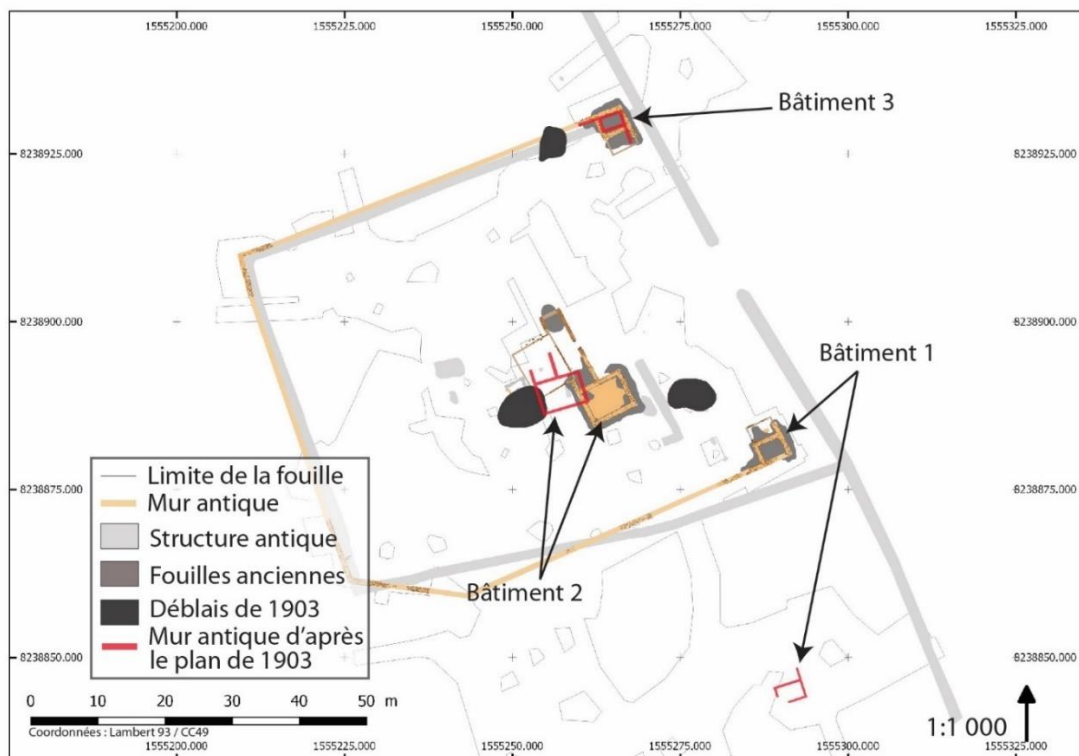 1555200.000 1555225.000 1555250.000 1555275.000 1555300.000 1555325.000
Bâtiment 3
8238925.000 8238925.000
8238900.000 8238900.000
Bâtiment 1
8238875.000 8238875.000
Limite de la fouille
Mur antique
Structure antique
Fouilles anciennes
Déblais de 1903
Mur antique d'après
le plan de 1903
Bâtiment 2
8238850.000 8238850.000
0 10 20 30 40 50 m
Coordonnées : Lambert 93 / CC49
1:1 000
1555200.000 1555225.000 1555250.000 1555275.000 1555300.000 1555325.000